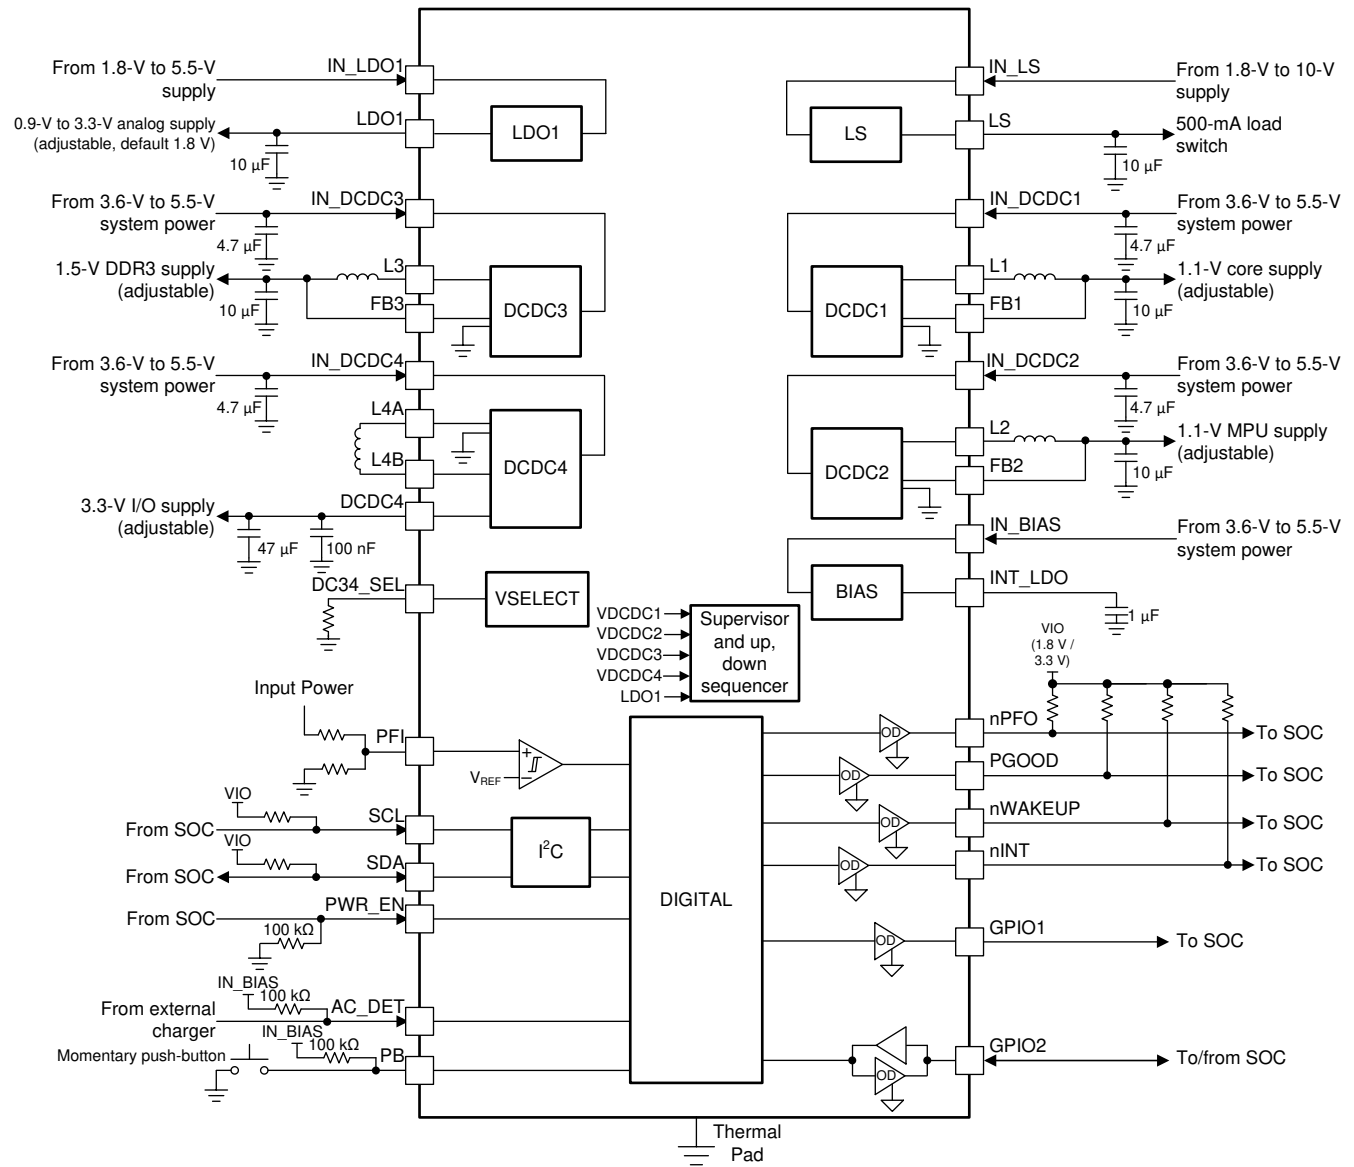 From 1.8-V to 5.5-V
supply
IN_LDO1
0.9-V to 3.3-V analog supply
(adjustable, default 1.8 V)
LDO1
LDO1
10 µF
From 3.6-V to 5.5-V
system power
IN_DCDC3
4.7 µF
1.5-V DDR3 supply
(adjustable)
L3
10 µF
FB3
DCDC3
From 3.6-V to 5.5-V
system power
IN_DCDC4
4.7 µF
L4A
L4B
DCDC4
3.3-V I/O supply
(adjustable)
DCDC4
47 µF
100 nF
DC34_SEL
VSELECT
IN_LS
From 1.8-V to 10-V
supply
LS
LS
500-mA load
switch
10 µF
IN_DCDC1
From 3.6-V to 5.5-V
system power
4.7 µF
L1
1.1-V core supply
(adjustable)
DCDC1
FB1
10 µF
IN_DCDC2
From 3.6-V to 5.5-V
system power
4.7 µF
L2
1.1-V MPU supply
(adjustable)
DCDC2
FB2
10 µF
IN_BIAS
From 3.6-V to 5.5-V
system power
BIAS
INT_LDO
1 µF
VDCDC1
VDCDC2
VDCDC3
VDCDC4
LDO1
Supervisor
and up,
down
sequencer
VIO
(1.8 V /
3.3 V)
Input Power
PFI
+
–
VREF
VIO
From SOC
SCL
VIO
From SOC
SDA
I2C
From SOC
PWR_EN
100 kΩ
IN_BIAS
100 kΩ
From external
charger
AC_DET
IN_BIAS
100 kΩ
Momentary push-button
PB
DIGITAL
OD
nPFO
To SOC
OD
PGOOD
To SOC
OD
nWAKEUP
To SOC
OD
nINT
To SOC
OD
GPIO1
To SOC
OD
GPIO2
To/from SOC
Thermal
Pad